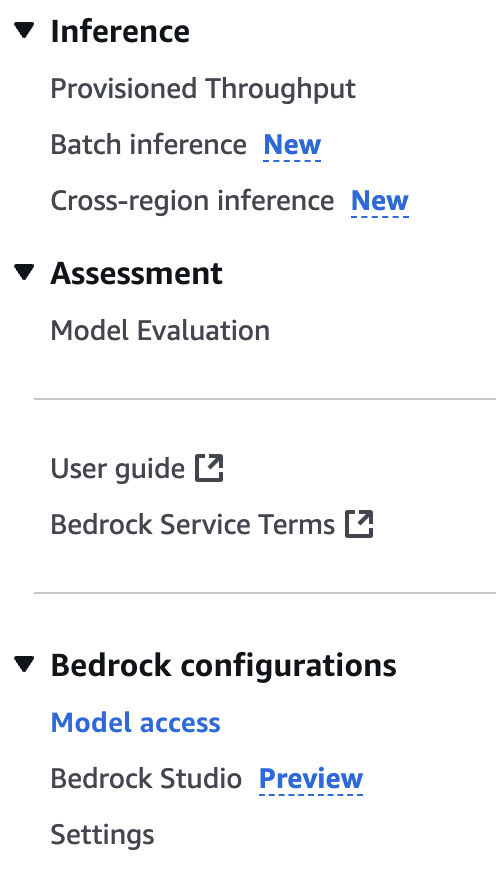 Inference
Provisioned Throughput
Batch inference New
Cross-region inference New
Assessment
Model Evaluation
User guide
Bedrock Service Terms
Bedrock configurations
Model access
Bedrock Studio Preview
Settings